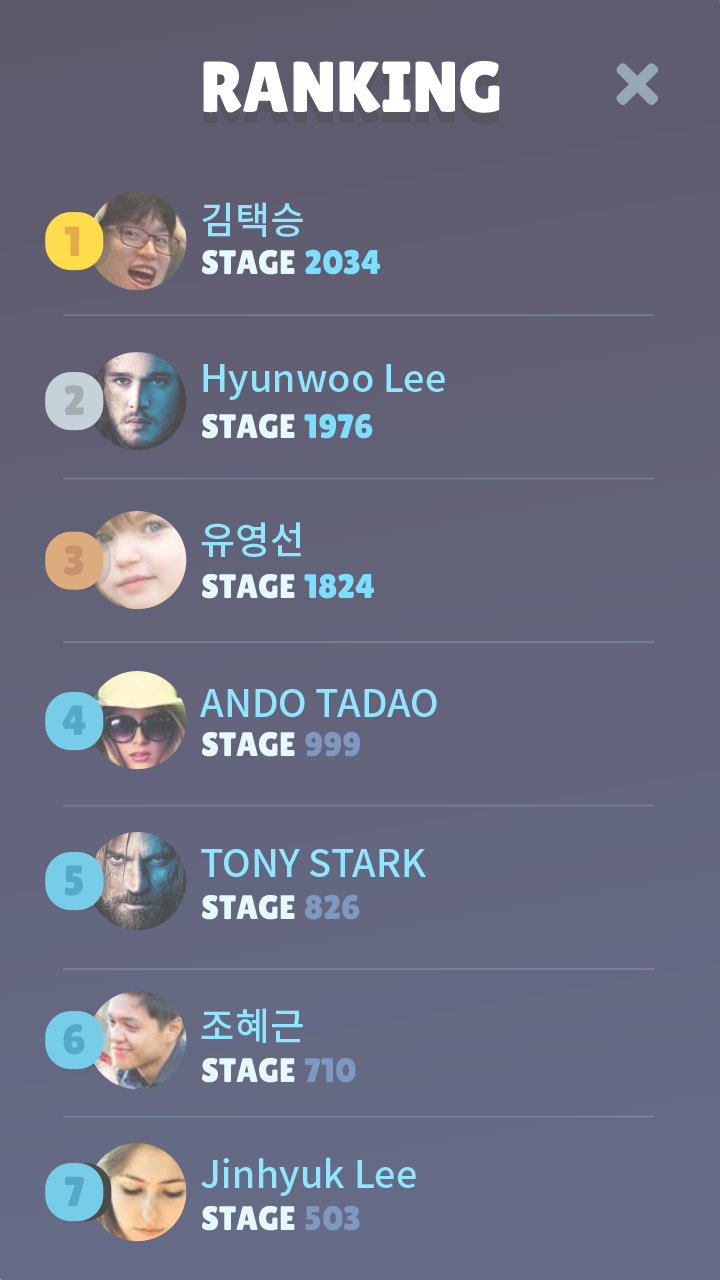 RANKING
1
김택승
STAGE 2034
2
Hyunwoo Lee
STAGE 1976
3
유영선
STAGE 1824
4
ANDO TADAO
STAGE 999
5
TONY STARK
STAGE 826
6
조혜근
STAGE 710
7
Jinhyuk Lee
STAGE 503